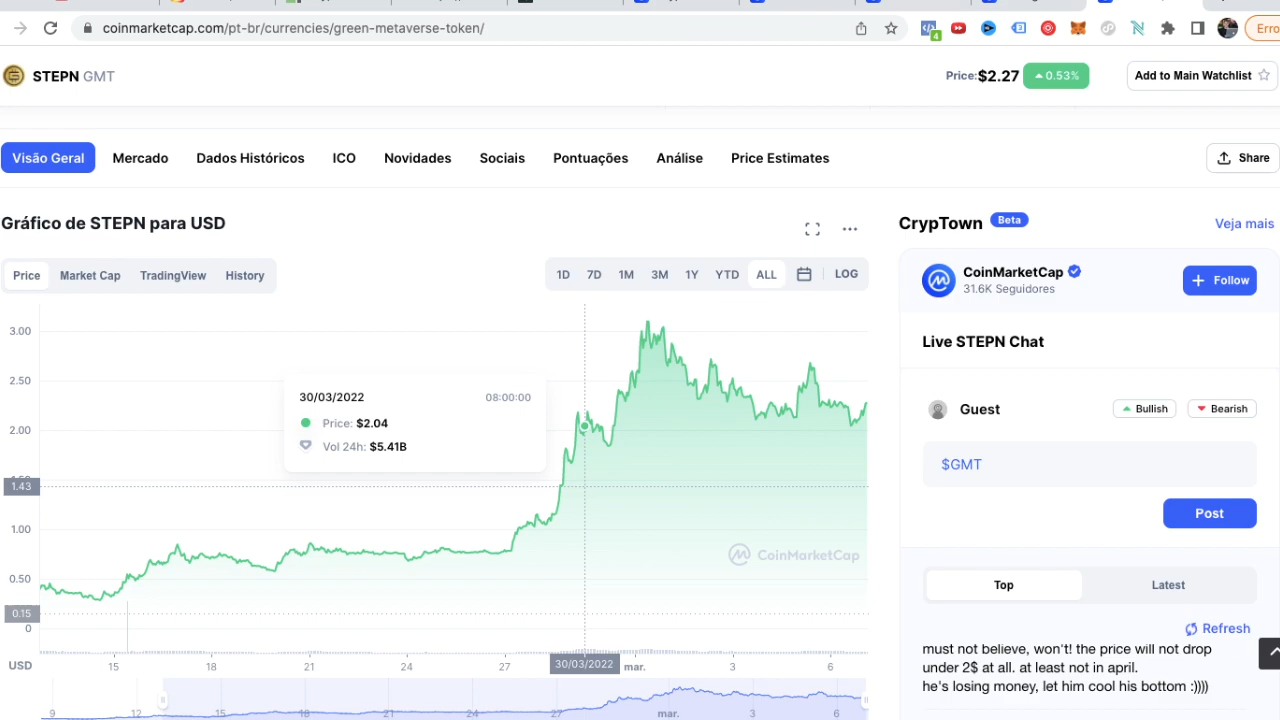 coinmarketcap.com/pt-br/currencies/green-metaverse-token/
4
Erro
STEPN GMT
Price: $2.27
0.53%
Add to Main Watchlist
Visão Geral
Mercado
Dados Históricos
ICO
Novidades
Sociais
Pontuações
Análise
Price Estimates
Share
Gráfico de STEPN para USD
Price
Market Cap
TradingView
History
1D
7D
1M
3M
1Y
YTD
ALL
LOG
3.00
2.50
2.00
1.43
1.00
0.50
0.15
0
30/03/2022 08:00:00
Price: $2.04
Vol 24h: $5.41B
CoinMarketCap
USD
15
18
21
24
27
30/03/2022
mar.
3
6
9
12
15
18
21
24
27
mar.
3
6
CrypTown Beta
Veja mais
CoinMarketCap
31.6K Seguidores
Follow
Live STEPN Chat
Guest
Bullish
Bearish
$GMT
Post
Top
Latest
Refresh
must not believe, won't! the price will not drop
under 2$ at all. at least not in april.
he's losing money, let him cool his bottom :))))